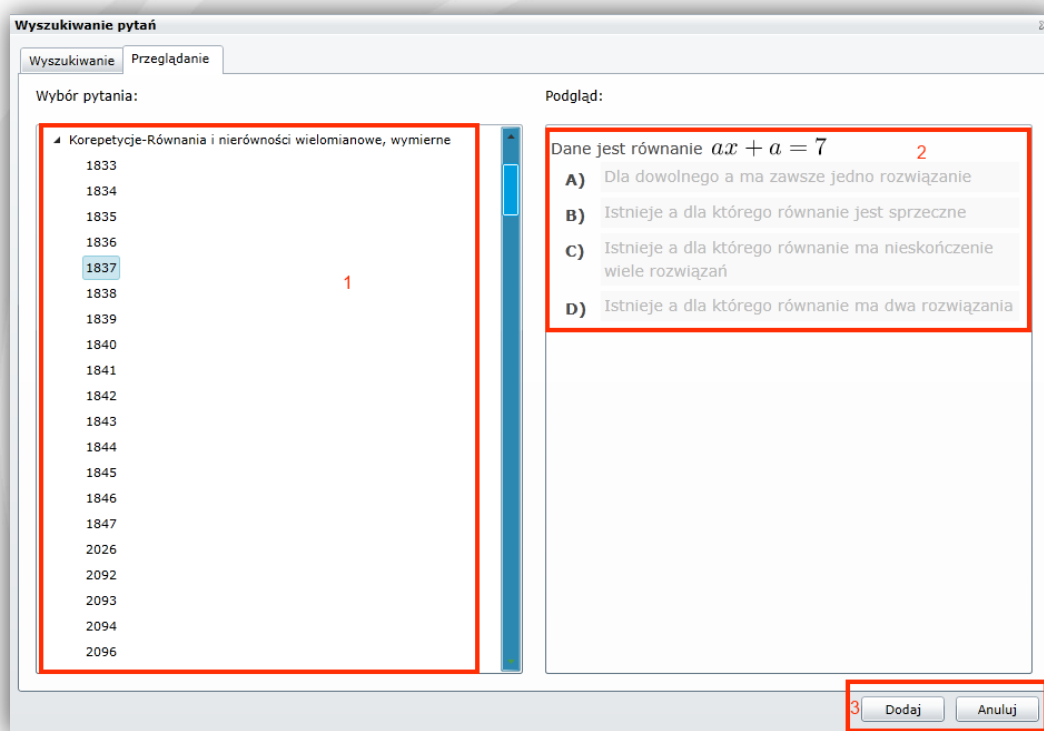 Wyszukiwanie pytań
Wyszukiwanie Przeglądanie
Wybór pytania:
Korepetycje-Równania i nierówności wielomianowe, wymierne
1833
1834
1835
1836
1837
1838
1839
1840
1841
1842
1843
1844
1845
1846
1847
2026
2092
2093
2094
2096
1
Podgląd:
Dane jest równanie ax + a = 7
2
A) Dla dowolnego a ma zawsze jedno rozwiązanie
B) Istnieje a dla którego równanie jest sprzeczne
C) Istnieje a dla którego równanie ma nieskończenie
wiele rozwiązań
D) Istnieje a dla którego równanie ma dwa rozwiązania
3 Dodaj Anuluj